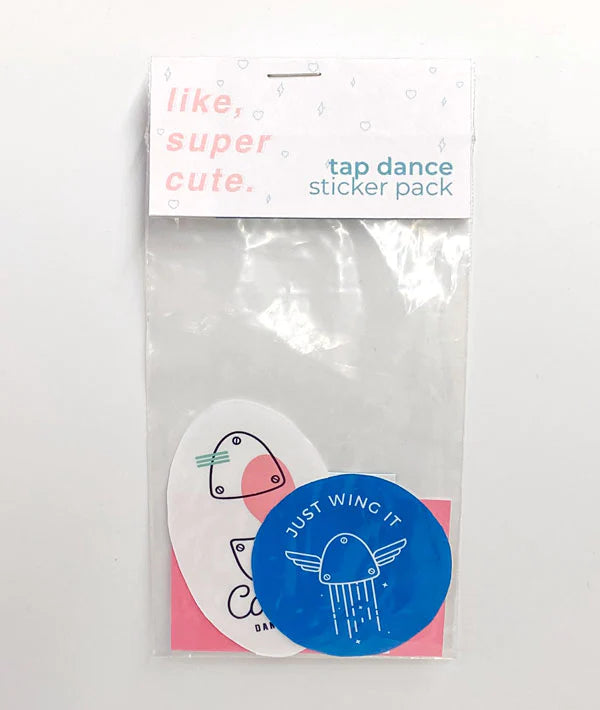 like,
super
cute.
tap dance
sticker pack
JUST WING IT